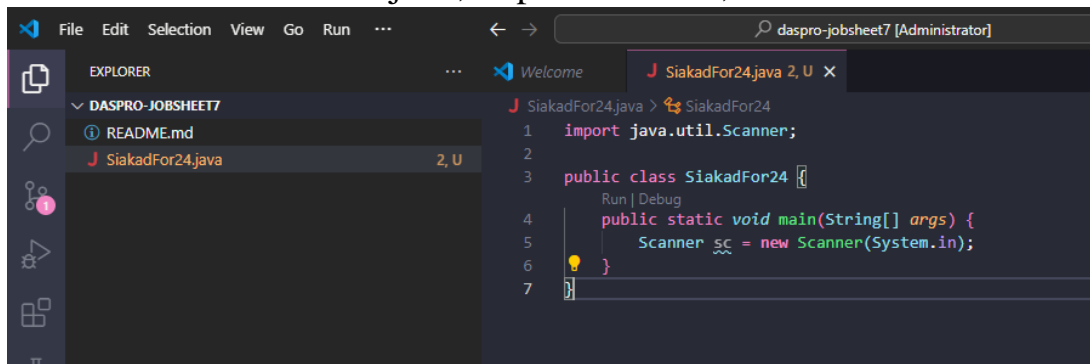 File Edit Selection View Go Run ...
daspro-jobsheet7 [Administrator]
EXPLORER ...
DASPRO-JOBSHEET7
README.md
SiakadFor24.java 2, U
Welcome
SiakadFor24.java 2, U
SiakadFor24.java > SiakadFor24
1 import java.util.Scanner;
2
3 public class SiakadFor24 {
Run | Debug
4 public static void main(String[] args) {
5 Scanner sc = new Scanner(System.in);
6 }
7 }
1